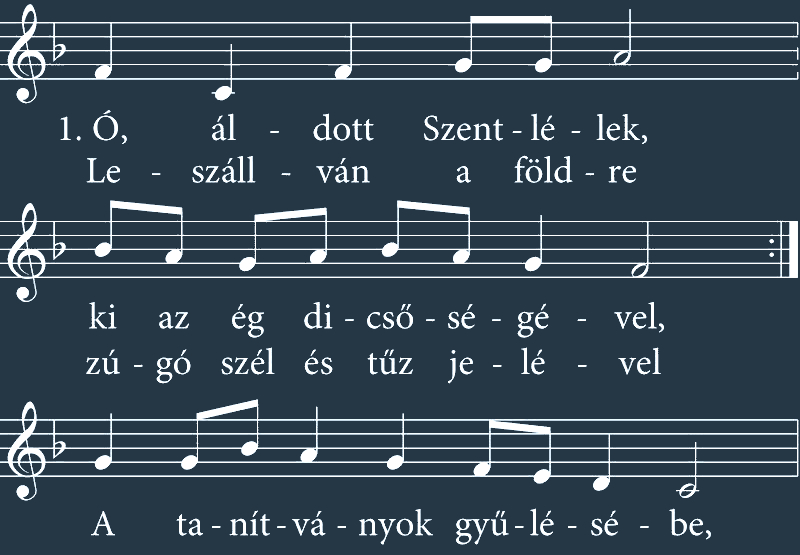 1. Ó, ál - dott Szent - lé - lek,
Le - száll - ván a föld - re
ki az ég di - cső - sé - gé - vel,
zú - gó szél és tűz je - lé - vel
A ta - nít - vá - nyok gyű - lé - sé - be,